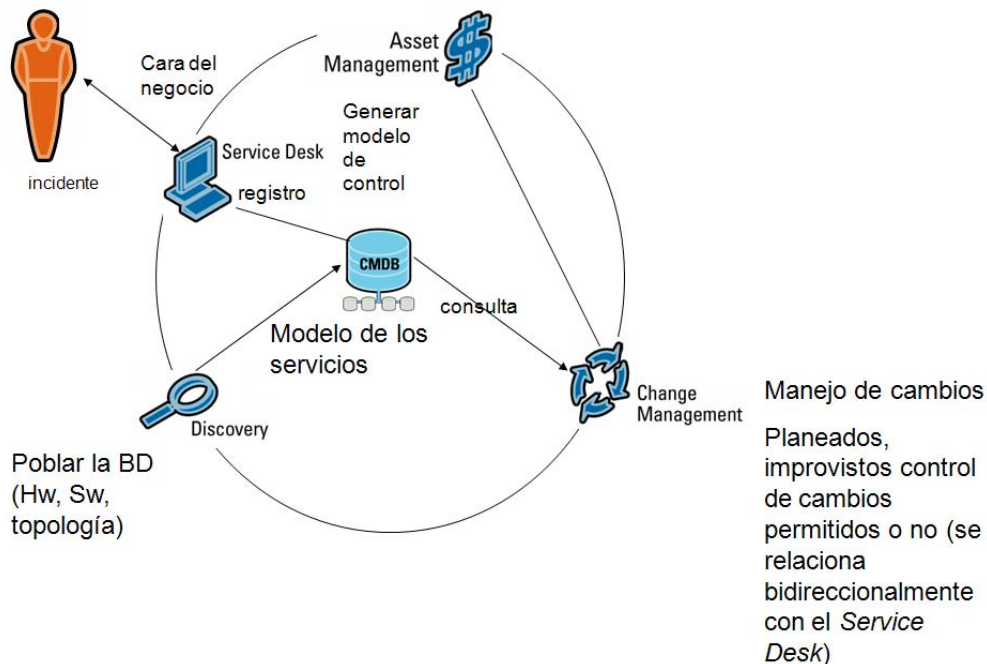 Asset
Management
Cara del
negocio
Generar
modelo
de
control
Service Desk
incidente
registro
CMDB
consulta
Modelo de los
servicios
Change
Management
Discovery
Manejo de cambios
Poblar la BD
(Hw, Sw,
topología)
Planeados,
improvistos control
de cambios
permitidos o no (se
relaciona
bidireccionalmente
con el Service
Desk)